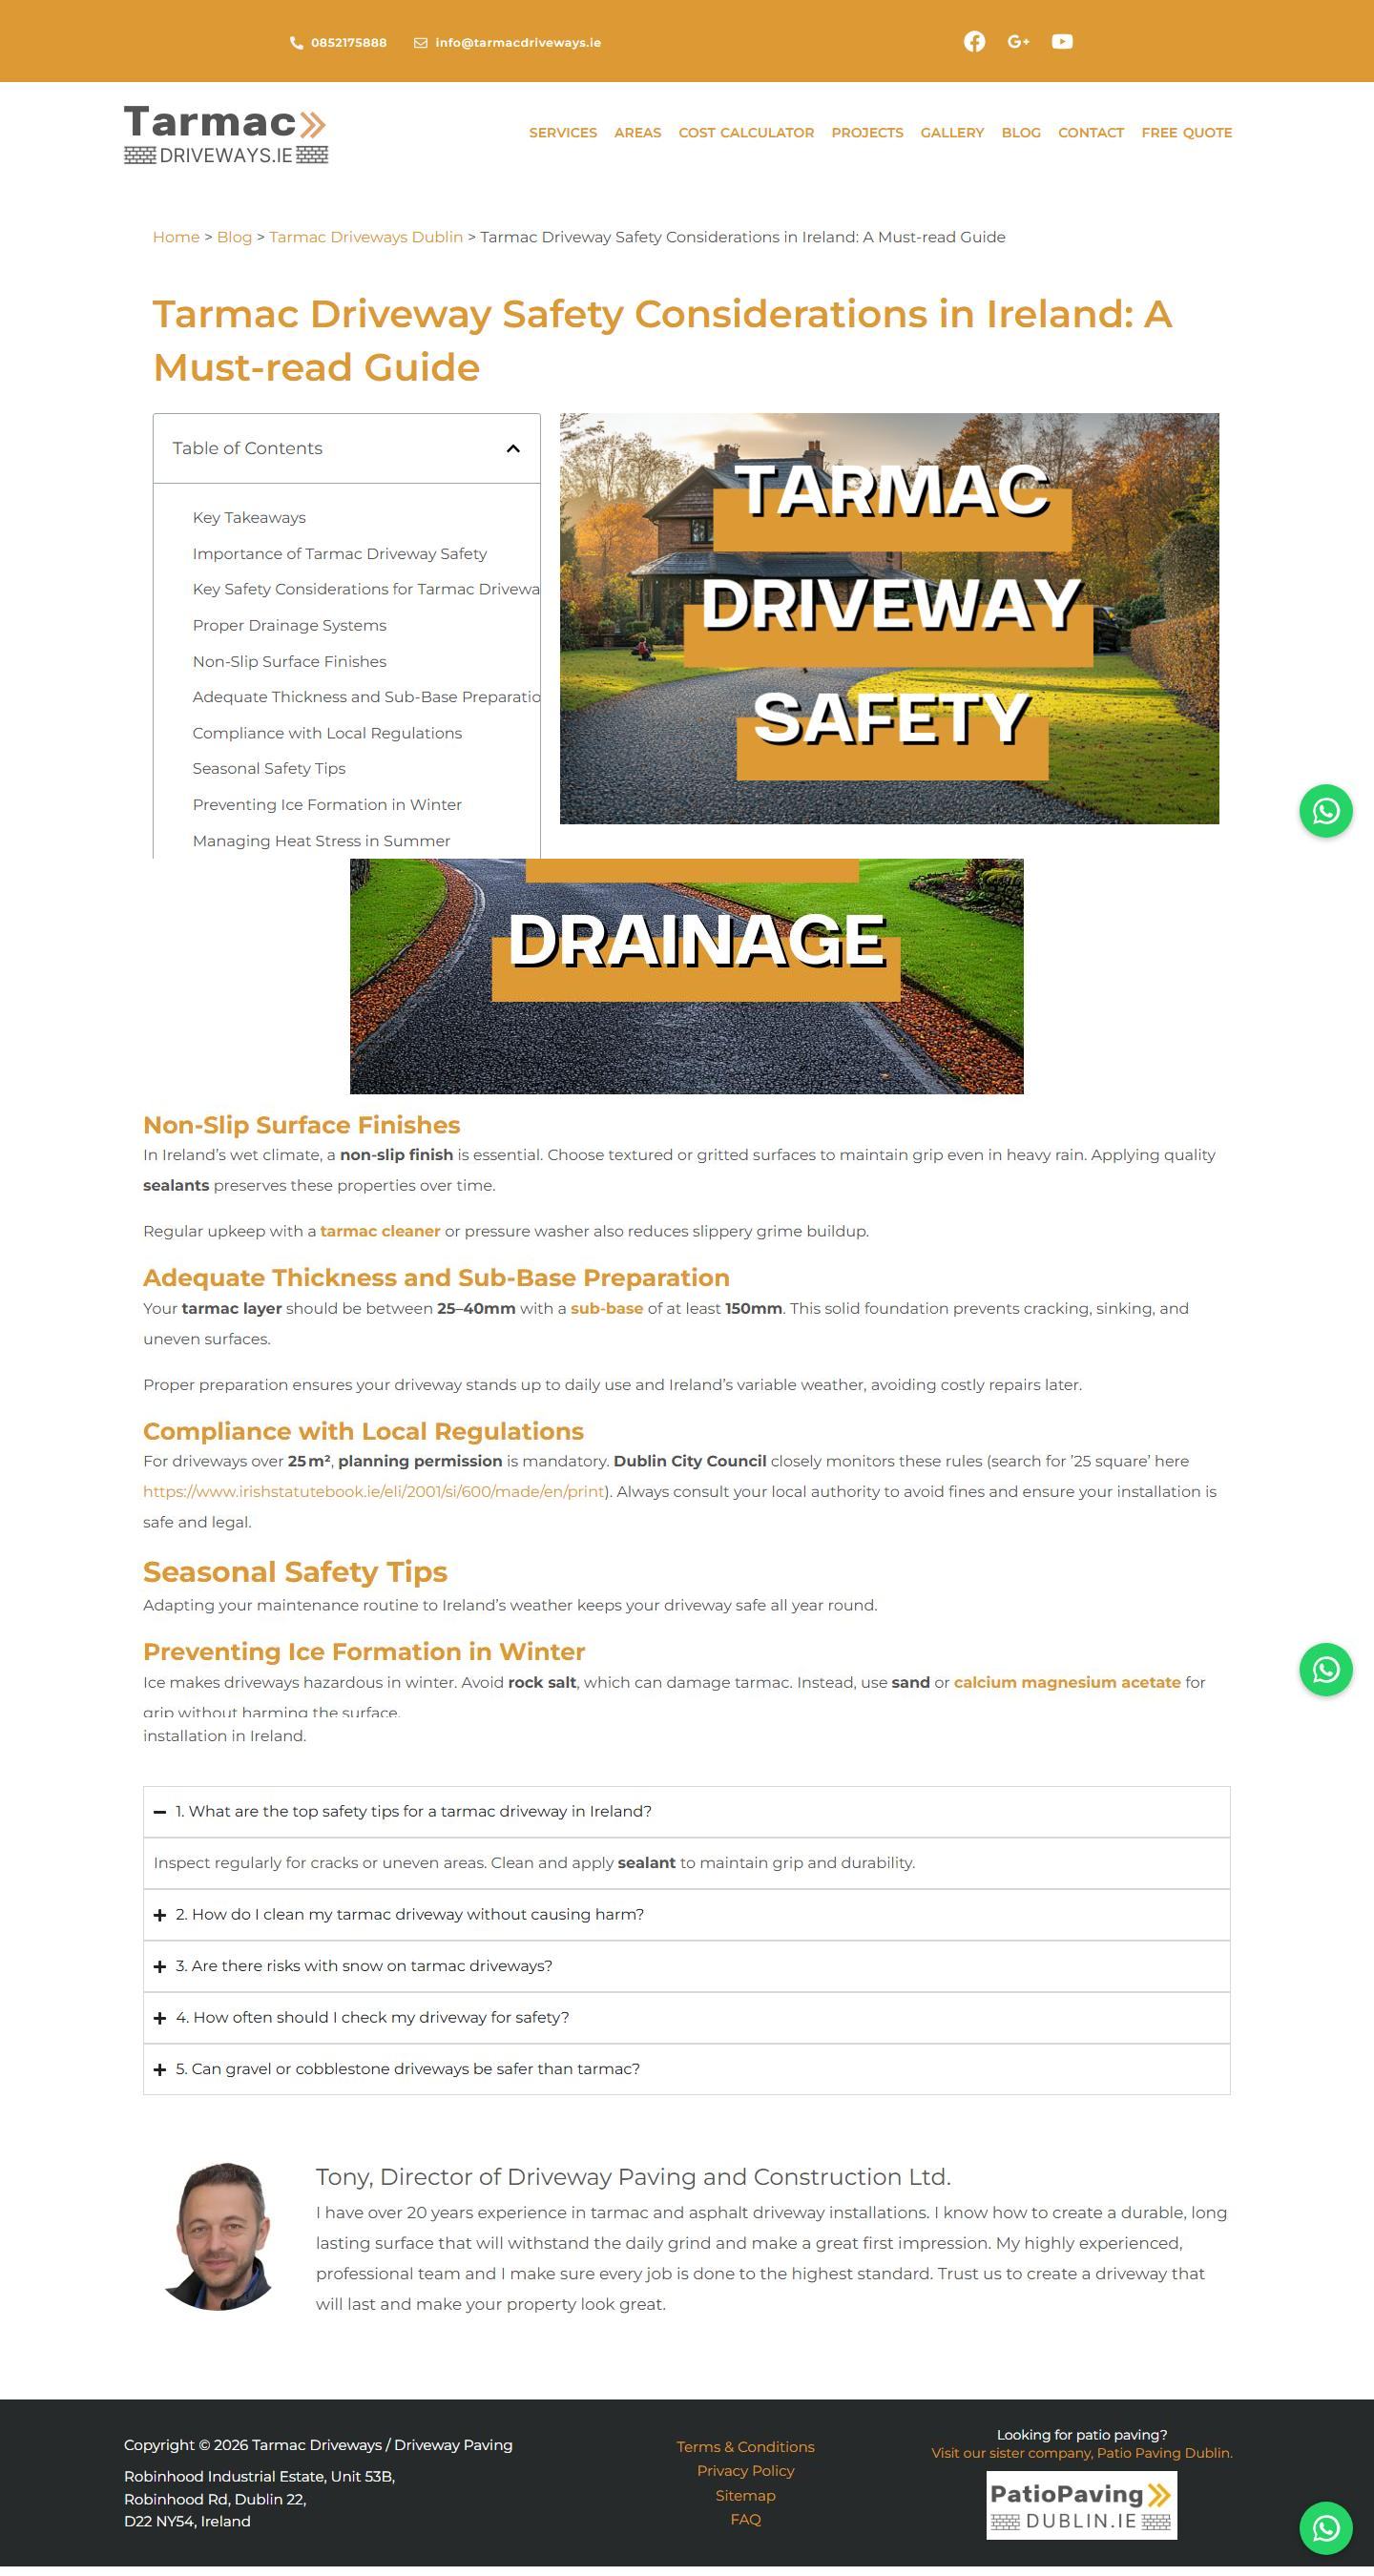 0852175888 info@tarmacdriveways.ie
Tarmac
DRIVEWAYS.IE
SERVICES AREAS COST CALCULATOR PROJECTS GALLERY BLOG CONTACT FREE QUOTE
Home > Blog > Tarmac Driveways Dublin > Tarmac Driveway Safety Considerations in Ireland: A Must-read Guide
Tarmac Driveway Safety Considerations in Ireland: A
Must-read Guide
Table of Contents
Key Takeaways
Importance of Tarmac Driveway Safety
Key Safety Considerations for Tarmac Drivewa
Proper Drainage Systems
Non-Slip Surface Finishes
Adequate Thickness and Sub-Base Preparatio
Compliance with Local Regulations
Seasonal Safety Tips
Preventing Ice Formation in Winter
Managing Heat Stress in Summer
TARMAC
DRIVEWAY
SAFETY
DRAINAGE
Non-Slip Surface Finishes
In Ireland’s wet climate, a non-slip finish is essential. Choose textured or gritted surfaces to maintain grip even in heavy rain. Applying quality
sealants preserves these properties over time.
Regular upkeep with a tarmac cleaner or pressure washer also reduces slippery grime buildup.
Adequate Thickness and Sub-Base Preparation
Your tarmac layer should be between 25–40mm with a sub-base of at least 150mm. This solid foundation prevents cracking, sinking, and
uneven surfaces.
Proper preparation ensures your driveway stands up to daily use and Ireland’s variable weather, avoiding costly repairs later.
Compliance with Local Regulations
For driveways over 25 m², planning permission is mandatory. Dublin City Council closely monitors these rules (search for ’25 square’ here
https://www.irishstatutebook.ie/eli/2001/si/600/made/en/print). Always consult your local authority to avoid fines and ensure your installation is
safe and legal.
Seasonal Safety Tips
Adapting your maintenance routine to Ireland’s weather keeps your driveway safe all year round.
Preventing Ice Formation in Winter
Ice makes driveways hazardous in winter. Avoid rock salt, which can damage tarmac. Instead, use sand or calcium magnesium acetate for
grip without harming the surface.
installation in Ireland.
1. What are the top safety tips for a tarmac driveway in Ireland?
Inspect regularly for cracks or uneven areas. Clean and apply sealant to maintain grip and durability.
2. How do I clean my tarmac driveway without causing harm?
3. Are there risks with snow on tarmac driveways?
4. How often should I check my driveway for safety?
5. Can gravel or cobblestone driveways be safer than tarmac?
Tony, Director of Driveway Paving and Construction Ltd.
I have over 20 years experience in tarmac and asphalt driveway installations. I know how to create a durable, long
lasting surface that will withstand the daily grind and make a great first impression. My highly experienced,
professional team and I make sure every job is done to the highest standard. Trust us to create a driveway that
will last and make your property look great.
Copyright © 2026 Tarmac Driveways / Driveway Paving
Robinhood Industrial Estate, Unit 53B,
Robinhood Rd, Dublin 22,
D22 NY54, Ireland
Terms & Conditions
Privacy Policy
Sitemap
FAQ
Looking for patio paving?
Visit our sister company, Patio Paving Dublin.
PatioPaving
DUBLIN.IE